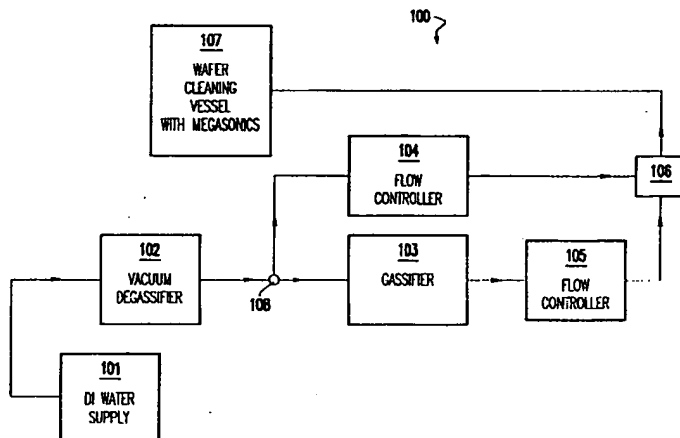 100
107
WAFER
CLEANING
VESSEL
WITH MEGASONICS
104
FLOW
CONTROLLER
106
102
VACUUM
DEGASSIFIER
108
103
GASSIFIER
105
FLOW
CONTROLLER
101
DI WATER
SUPPLY